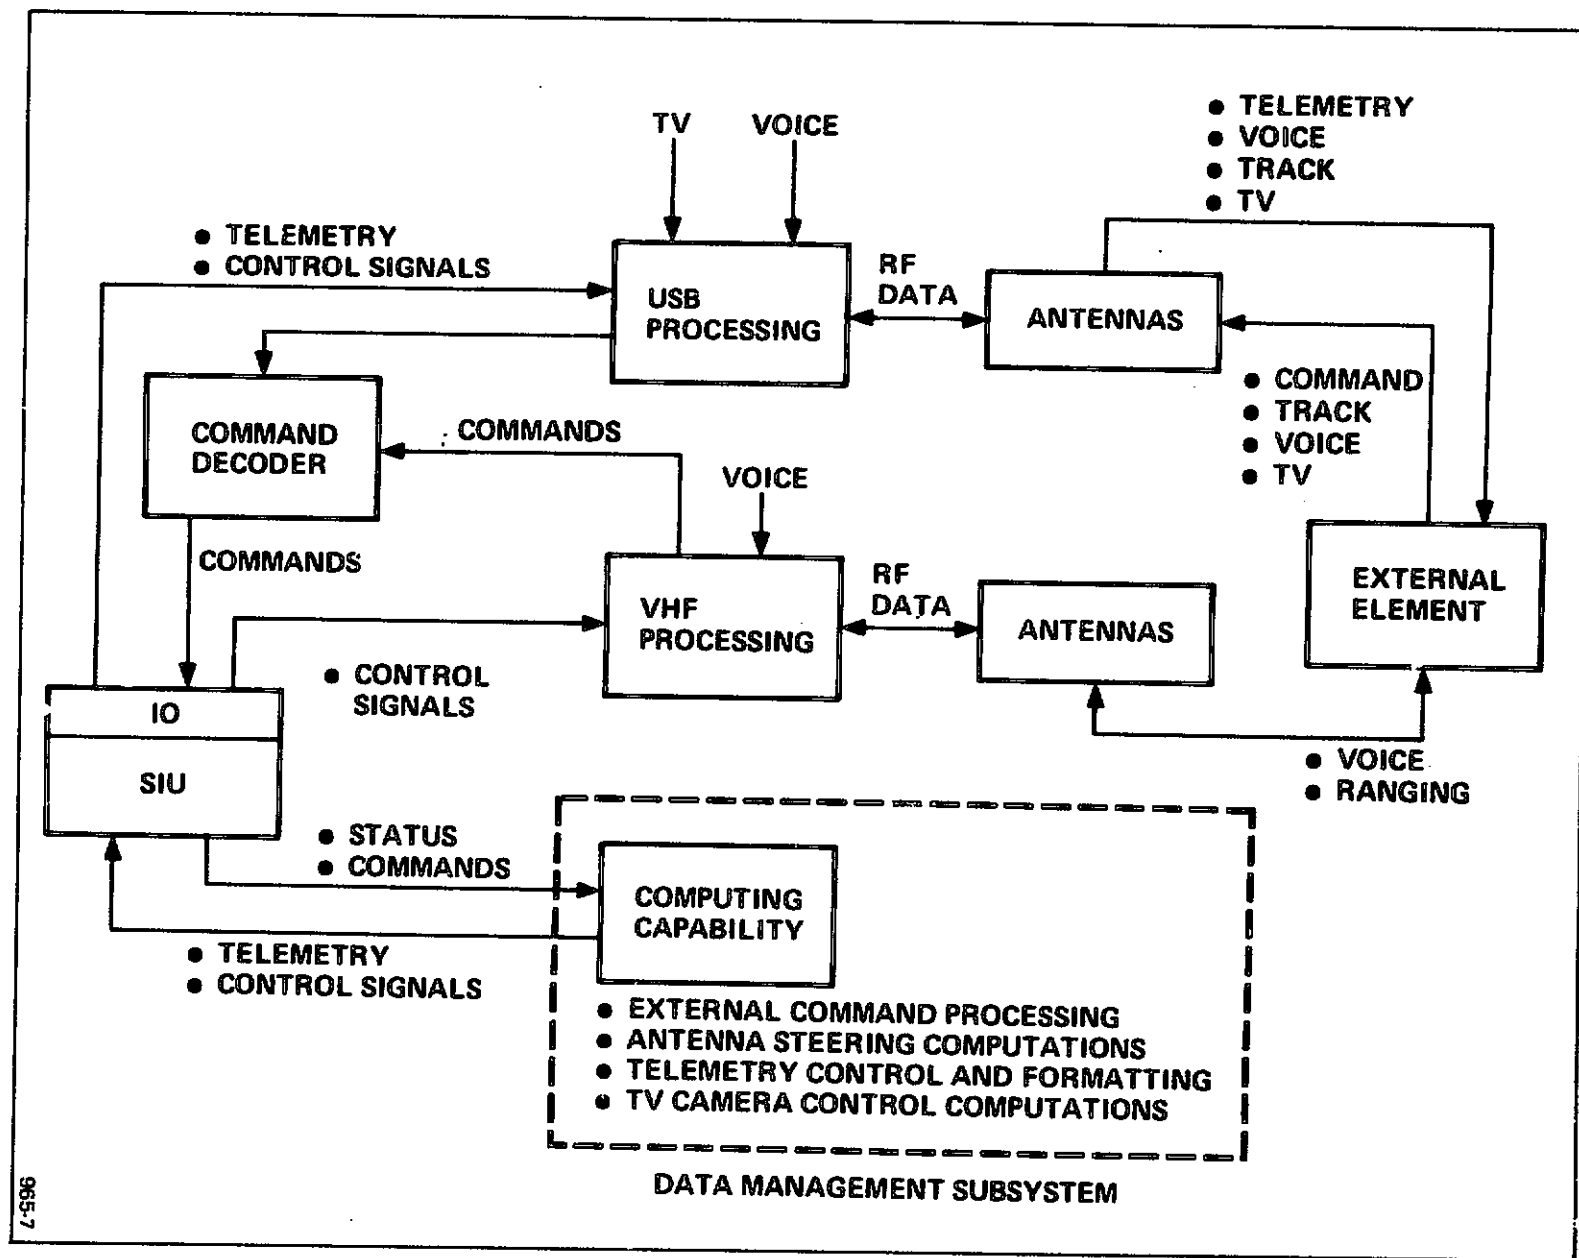 TV
VOICE
● TELEMETRY
● VOICE
● TRACK
● TV
● TELEMETRY
● CONTROL SIGNALS
USB
PROCESSING
RF
DATA
ANTENNAS
● COMMAND
● TRACK
● VOICE
● TV
COMMAND
DECODER
COMMANDS
VOICE
COMMANDS
VHF
PROCESSING
RF
DATA
ANTENNAS
EXTERNAL
ELEMENT
● CONTROL
SIGNALS
IO
SIU
● VOICE
● RANGING
● STATUS
● COMMANDS
COMPUTING
CAPABILITY
● TELEMETRY
● CONTROL SIGNALS
● EXTERNAL COMMAND PROCESSING
● ANTENNA STEERING COMPUTATIONS
● TELEMETRY CONTROL AND FORMATTING
● TV CAMERA CONTROL COMPUTATIONS
DATA MANAGEMENT SUBSYSTEM
965-7